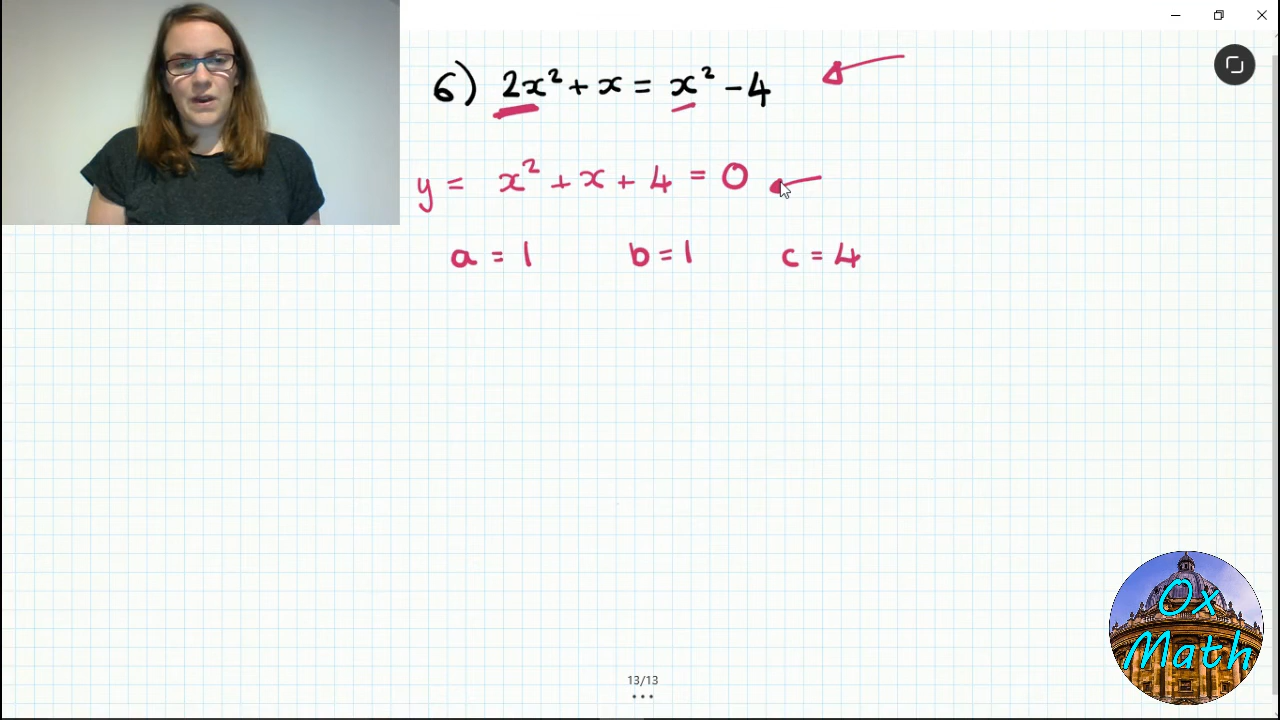 6) 2x² + x = x² - 4
y = x² + x + 4 = 0
a = 1 b = 1 c = 4
Ox
Math
13/13